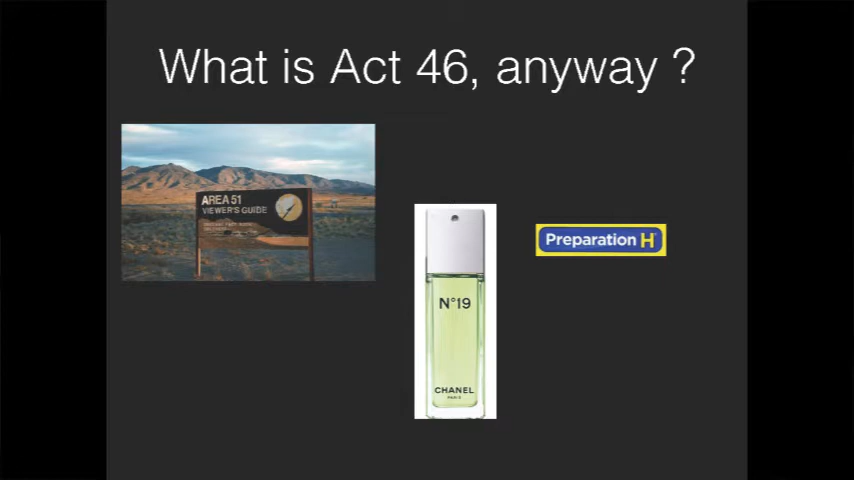 What is Act 46, anyway ?
AREA 51
VIEWER'S GUIDE
N°19
CHANEL
PARIS
Preparation H®